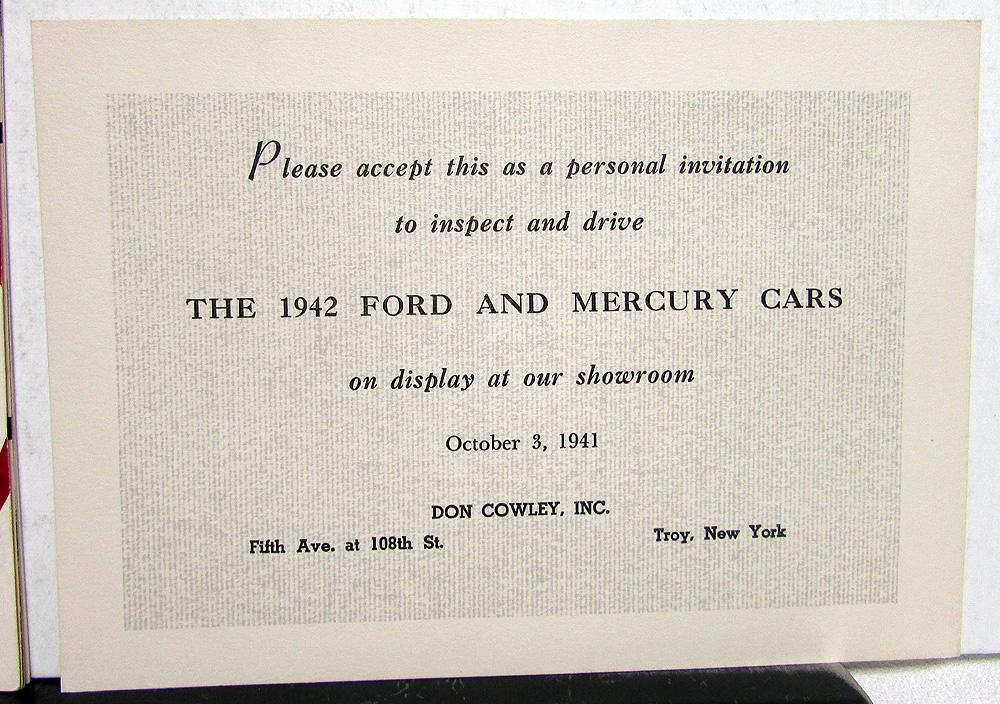 Please accept this as a personal invitation
to inspect and drive
THE 1942 FORD AND MERCURY CARS
on display at our showroom
October 3, 1941
DON COWLEY, INC.
Fifth Ave. at 108th St. Troy, New York